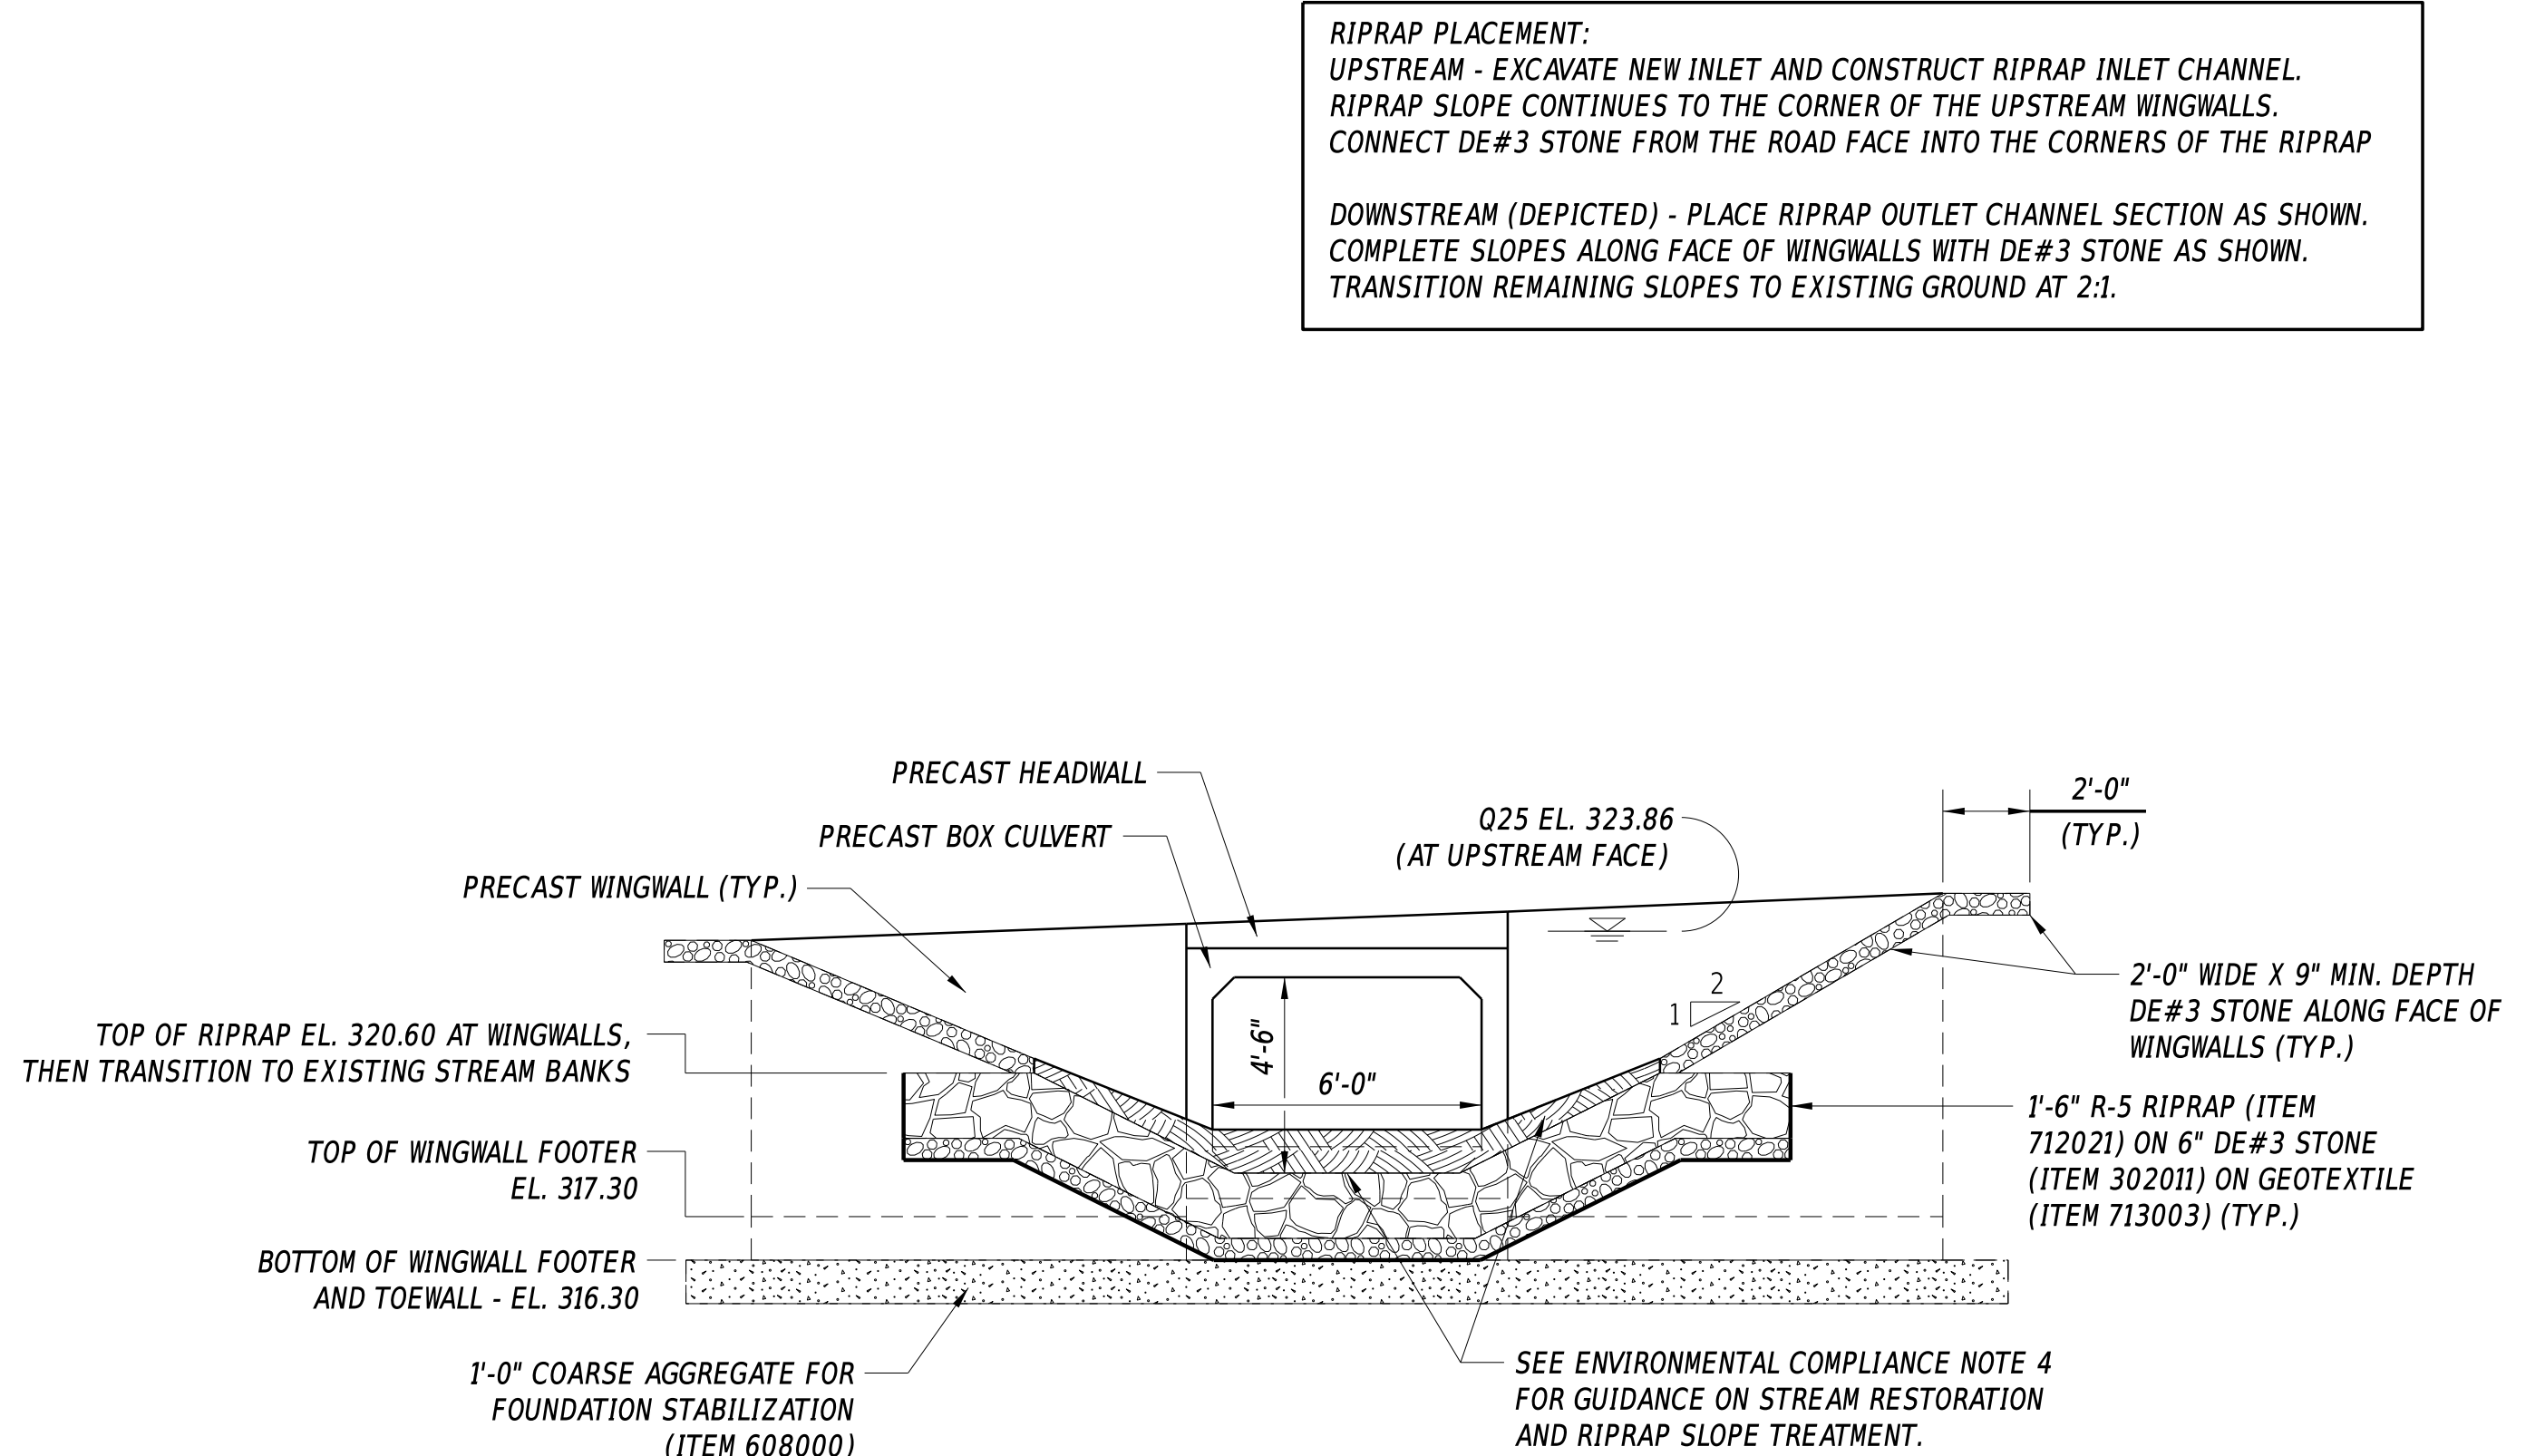 RIPRAP PLACEMENT:
UPSTREAM - EXCAVATE NEW INLET AND CONSTRUCT RIPRAP INLET CHANNEL.
RIPRAP SLOPE CONTINUES TO THE CORNER OF THE UPSTREAM WINGWALLS.
CONNECT DE#3 STONE FROM THE ROAD FACE INTO THE CORNERS OF THE RIPRAP
DOWNSTREAM (DEPICTED) - PLACE RIPRAP OUTLET CHANNEL SECTION AS SHOWN.
COMPLETE SLOPES ALONG FACE OF WINGWALLS WITH DE#3 STONE AS SHOWN.
TRANSITION REMAINING SLOPES TO EXISTING GROUND AT 2:1.
PRECAST HEADWALL
PRECAST BOX CULVERT
PRECAST WINGWALL (TYP.)
Q25 EL. 323.86
(AT UPSTREAM FACE)
2'-0"
(TYP.)
2
1
4'-6"
6'-0"
2'-0" WIDE X 9" MIN. DEPTH
DE#3 STONE ALONG FACE OF
WINGWALLS (TYP.)
TOP OF RIPRAP EL. 320.60 AT WINGWALLS,
THEN TRANSITION TO EXISTING STREAM BANKS
1'-6" R-5 RIPRAP (ITEM
712021) ON 6" DE#3 STONE
(ITEM 302011) ON GEOTEXTILE
(ITEM 713003) (TYP.)
TOP OF WINGWALL FOOTER
EL. 317.30
BOTTOM OF WINGWALL FOOTER
AND TOEWALL - EL. 316.30
1'-0" COARSE AGGREGATE FOR
FOUNDATION STABILIZATION
(ITEM 608000)
SEE ENVIRONMENTAL COMPLIANCE NOTE 4
FOR GUIDANCE ON STREAM RESTORATION
AND RIPRAP SLOPE TREATMENT.